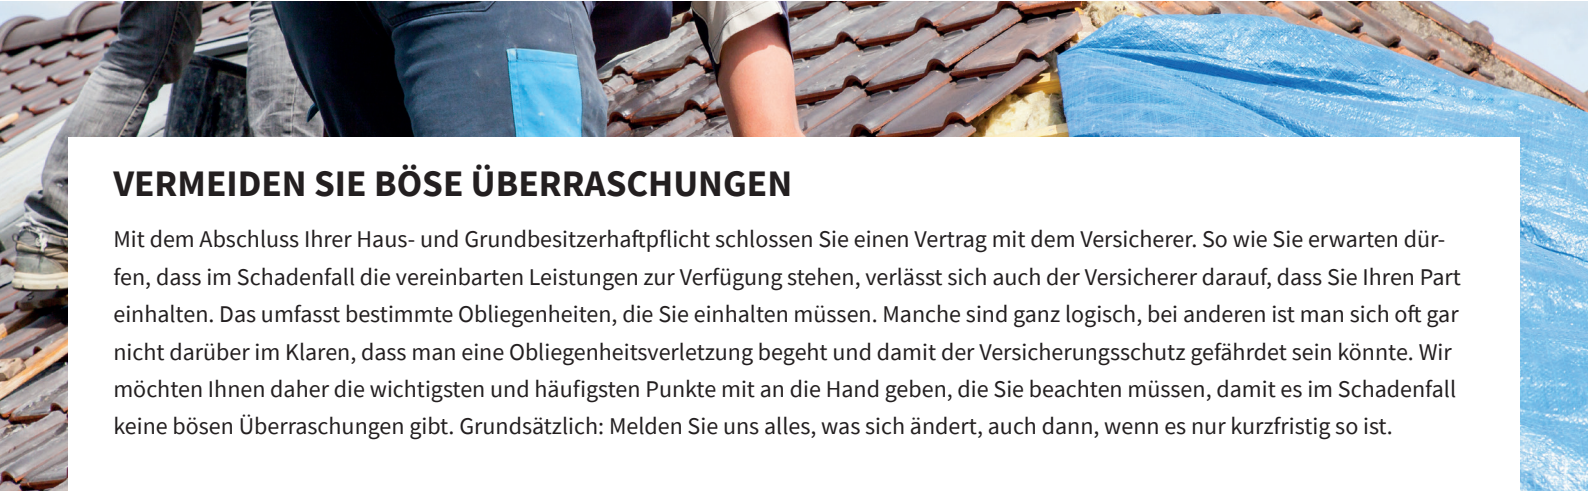 VERMEIDEN SIE BÖSE ÜBERRASCHUNGEN
Mit dem Abschluss Ihrer Haus- und Grundbesitzerhaftpflicht schlossen Sie einen Vertrag mit dem Versicherer. So wie Sie erwarten dür-
fen, dass im Schadenfall die vereinbarten Leistungen zur Verfügung stehen, verlässt sich auch der Versicherer darauf, dass Sie Ihren Part
einhalten. Das umfasst bestimmte Obliegenheiten, die Sie einhalten müssen. Manche sind ganz logisch, bei anderen ist man sich oft gar
nicht darüber im Klaren, dass man eine Obliegenheitsverletzung begeht und damit der Versicherungsschutz gefährdet sein könnte. Wir
möchten Ihnen daher die wichtigsten und häufigsten Punkte mit an die Hand geben, die Sie beachten müssen, damit es im Schadenfall
keine bösen Überraschungen gibt. Grundsätzlich: Melden Sie uns alles, was sich ändert, auch dann, wenn es nur kurzfristig so ist.